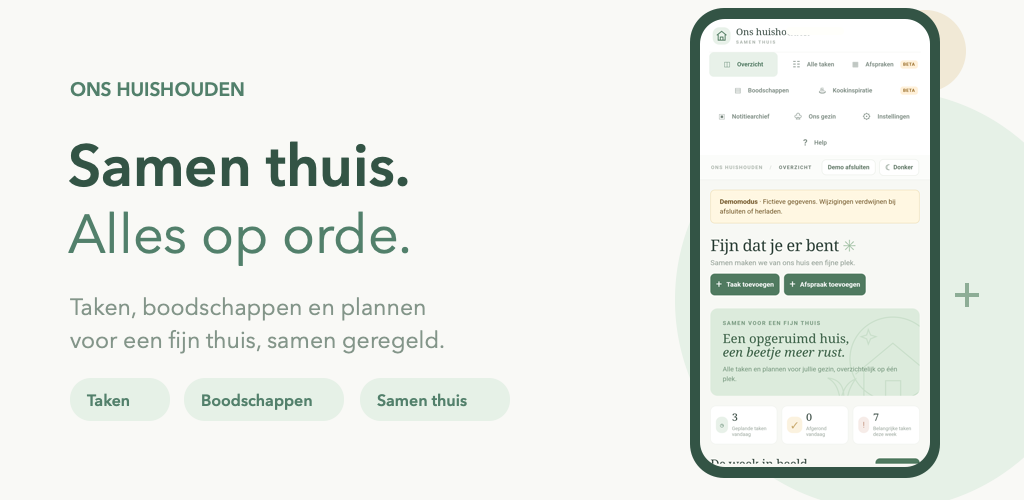 ONS HUISHOUDEN
Samen thuis.
Alles op orde.
Taken, boodschappen en plannen
voor een fijn thuis, samen geregeld.
Taken
Boodschappen
Samen thuis
Ons huisho
SAMEN THUIS
Overzicht
Alle taken
Afspraken BETA
Boodschappen
Kookinspiratie BETA
Notitiearchief
Ons gezin
Instellingen
? Help
ONS HUISHOUDEN / OVERZICHT
Demo afsluiten
Donker
Demomodus · Fictieve gegevens. Wijzigingen verdwijnen bij
afsluiten of herladen.
Fijn dat je er bent
Samen maken we van ons huis een fijne plek.
+ Taak toevoegen
+ Afspraak toevoegen
SAMEN VOOR EEN FIJN THUIS
Een opgeruimd huis,
een beetje meer rust.
Alle taken en plannen voor jullie gezin, overzichtelijk op één
plek.
3
Geplande taken
vandaag
✓
0
Afgerond
vandaag
!
7
Belangrijke taken
deze week
De week in beeld